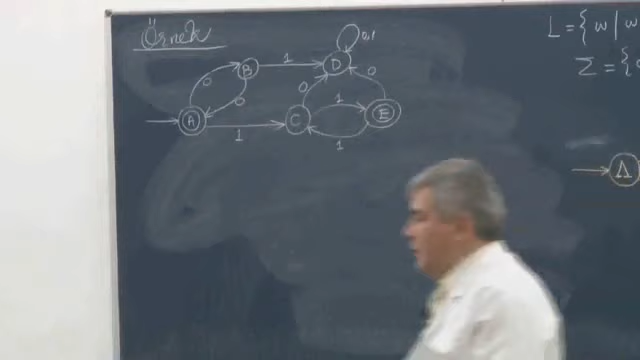 Örnek
0,1
B 1 D
0 0 0 0
A 1 C 1 E
1
L = { w | w
Σ = {
Λ